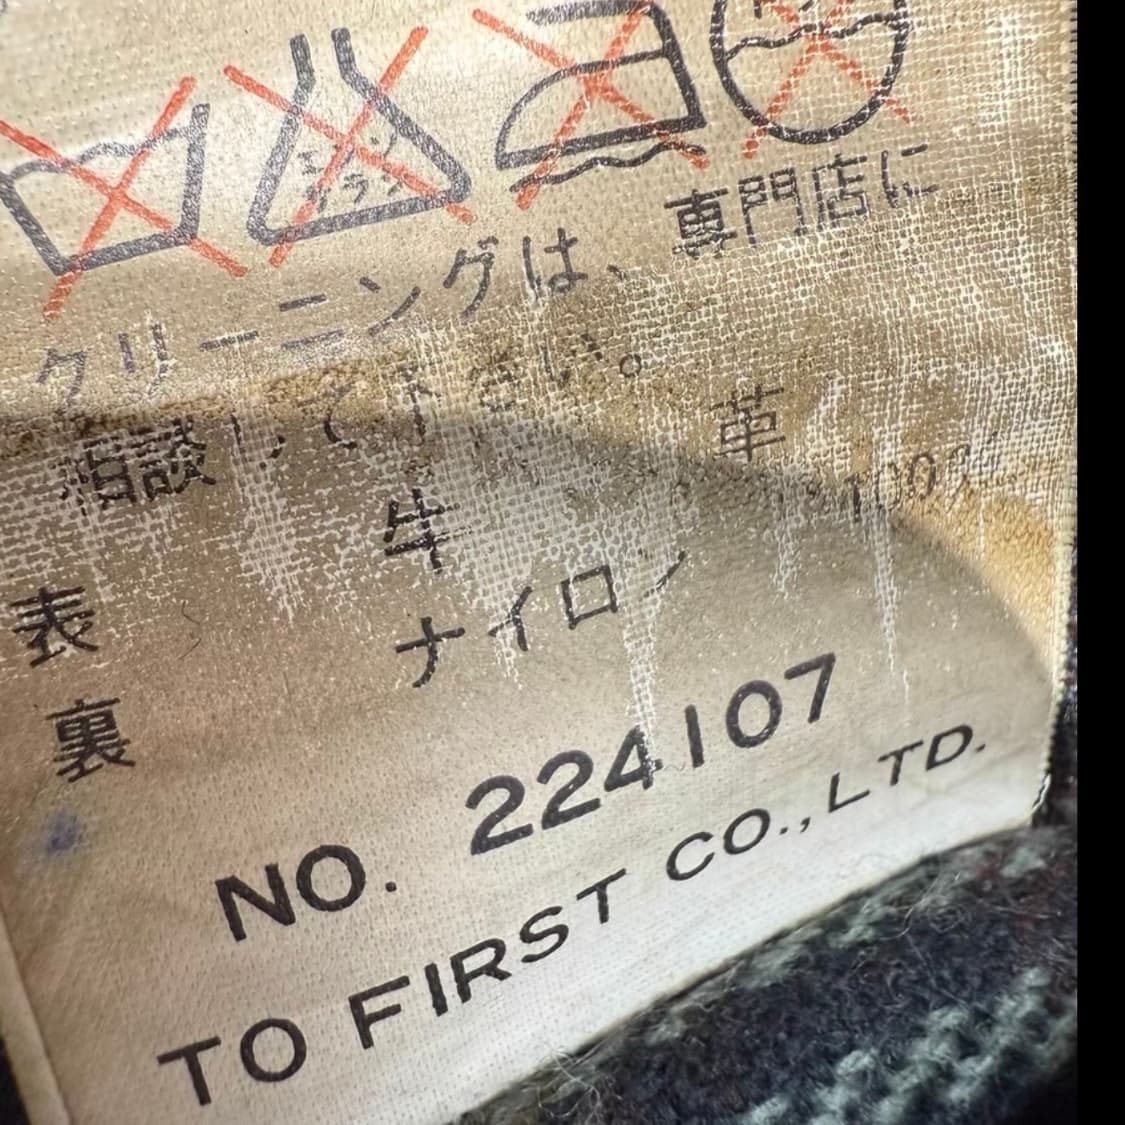 クリーニングは、専門店に
相談して下さい。
表 牛 革
裏 ナイロン 100%
NO. 224107
TO FIRST CO., LTD.